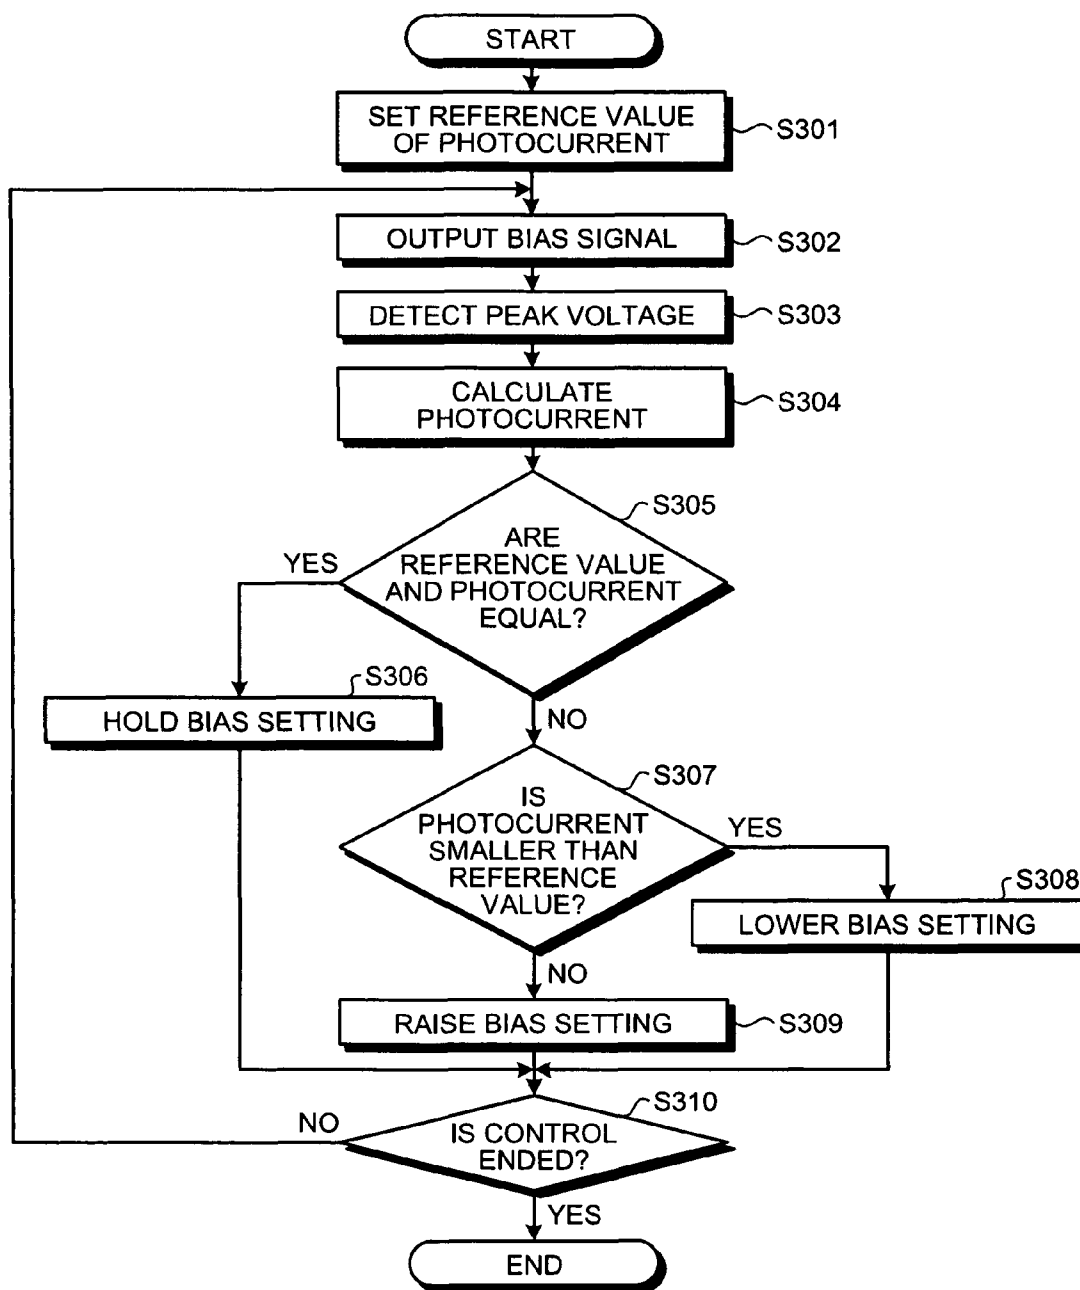 START
SET REFERENCE VALUE
OF PHOTOCURRENT
S301
OUTPUT BIAS SIGNAL
S302
DETECT PEAK VOLTAGE
S303
CALCULATE
PHOTOCURRENT
S304
S305
ARE
REFERENCE VALUE
AND PHOTOCURRENT
EQUAL?
YES
S306
HOLD BIAS SETTING
NO
S307
IS
PHOTOCURRENT
SMALLER THAN
REFERENCE
VALUE?
YES
S308
LOWER BIAS SETTING
NO
RAISE BIAS SETTING
S309
S310
NO
IS CONTROL
ENDED?
YES
END